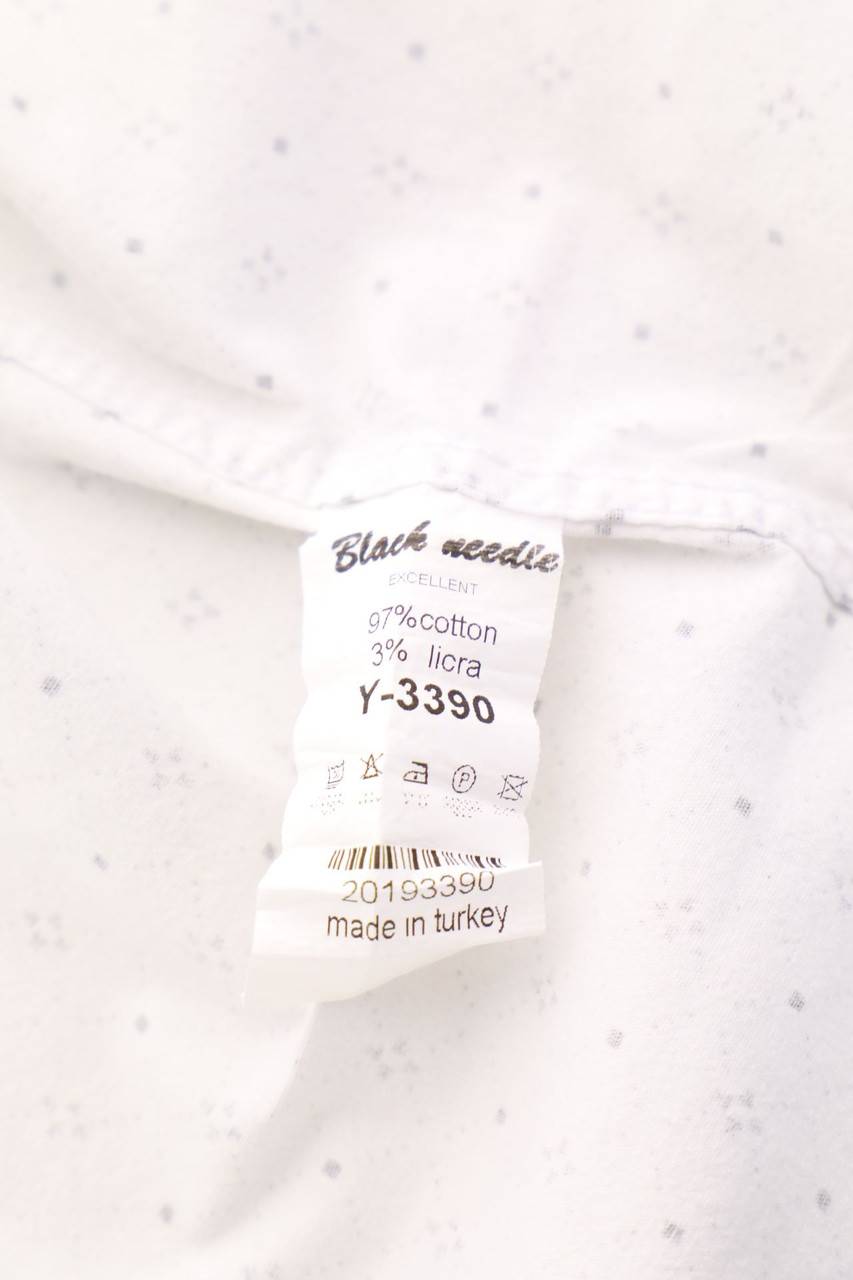 Black needle
EXCELLENT
97%cotton
3% licra
Y-3390
P
20193390
made in turkey